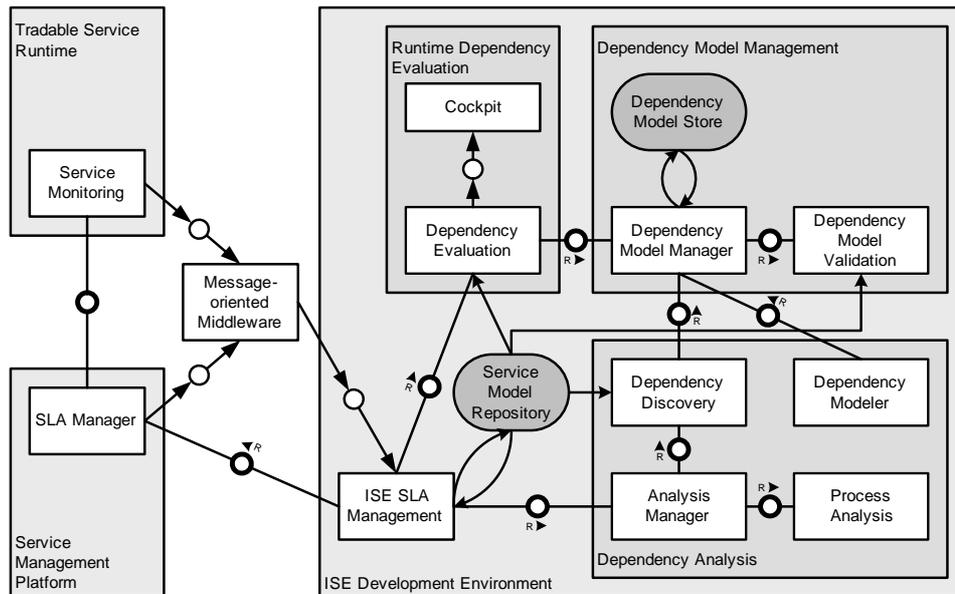 Tradable Service
Runtime
Service
Monitoring
Message-
oriented
Middleware
SLA Manager
Service
Management
Platform
Runtime Dependency
Evaluation
Cockpit
Dependency
Evaluation
R
Dependency Model Management
Dependency
Model Store
Dependency
Model Manager
R
Dependency
Model
Validation
R
R
R
Service
Model
Repository
Dependency
Discovery
Dependency
Modeler
R
R
ISE SLA
Management
R
Analysis
Manager
R
Process
Analysis
Dependency Analysis
ISE Development Environment